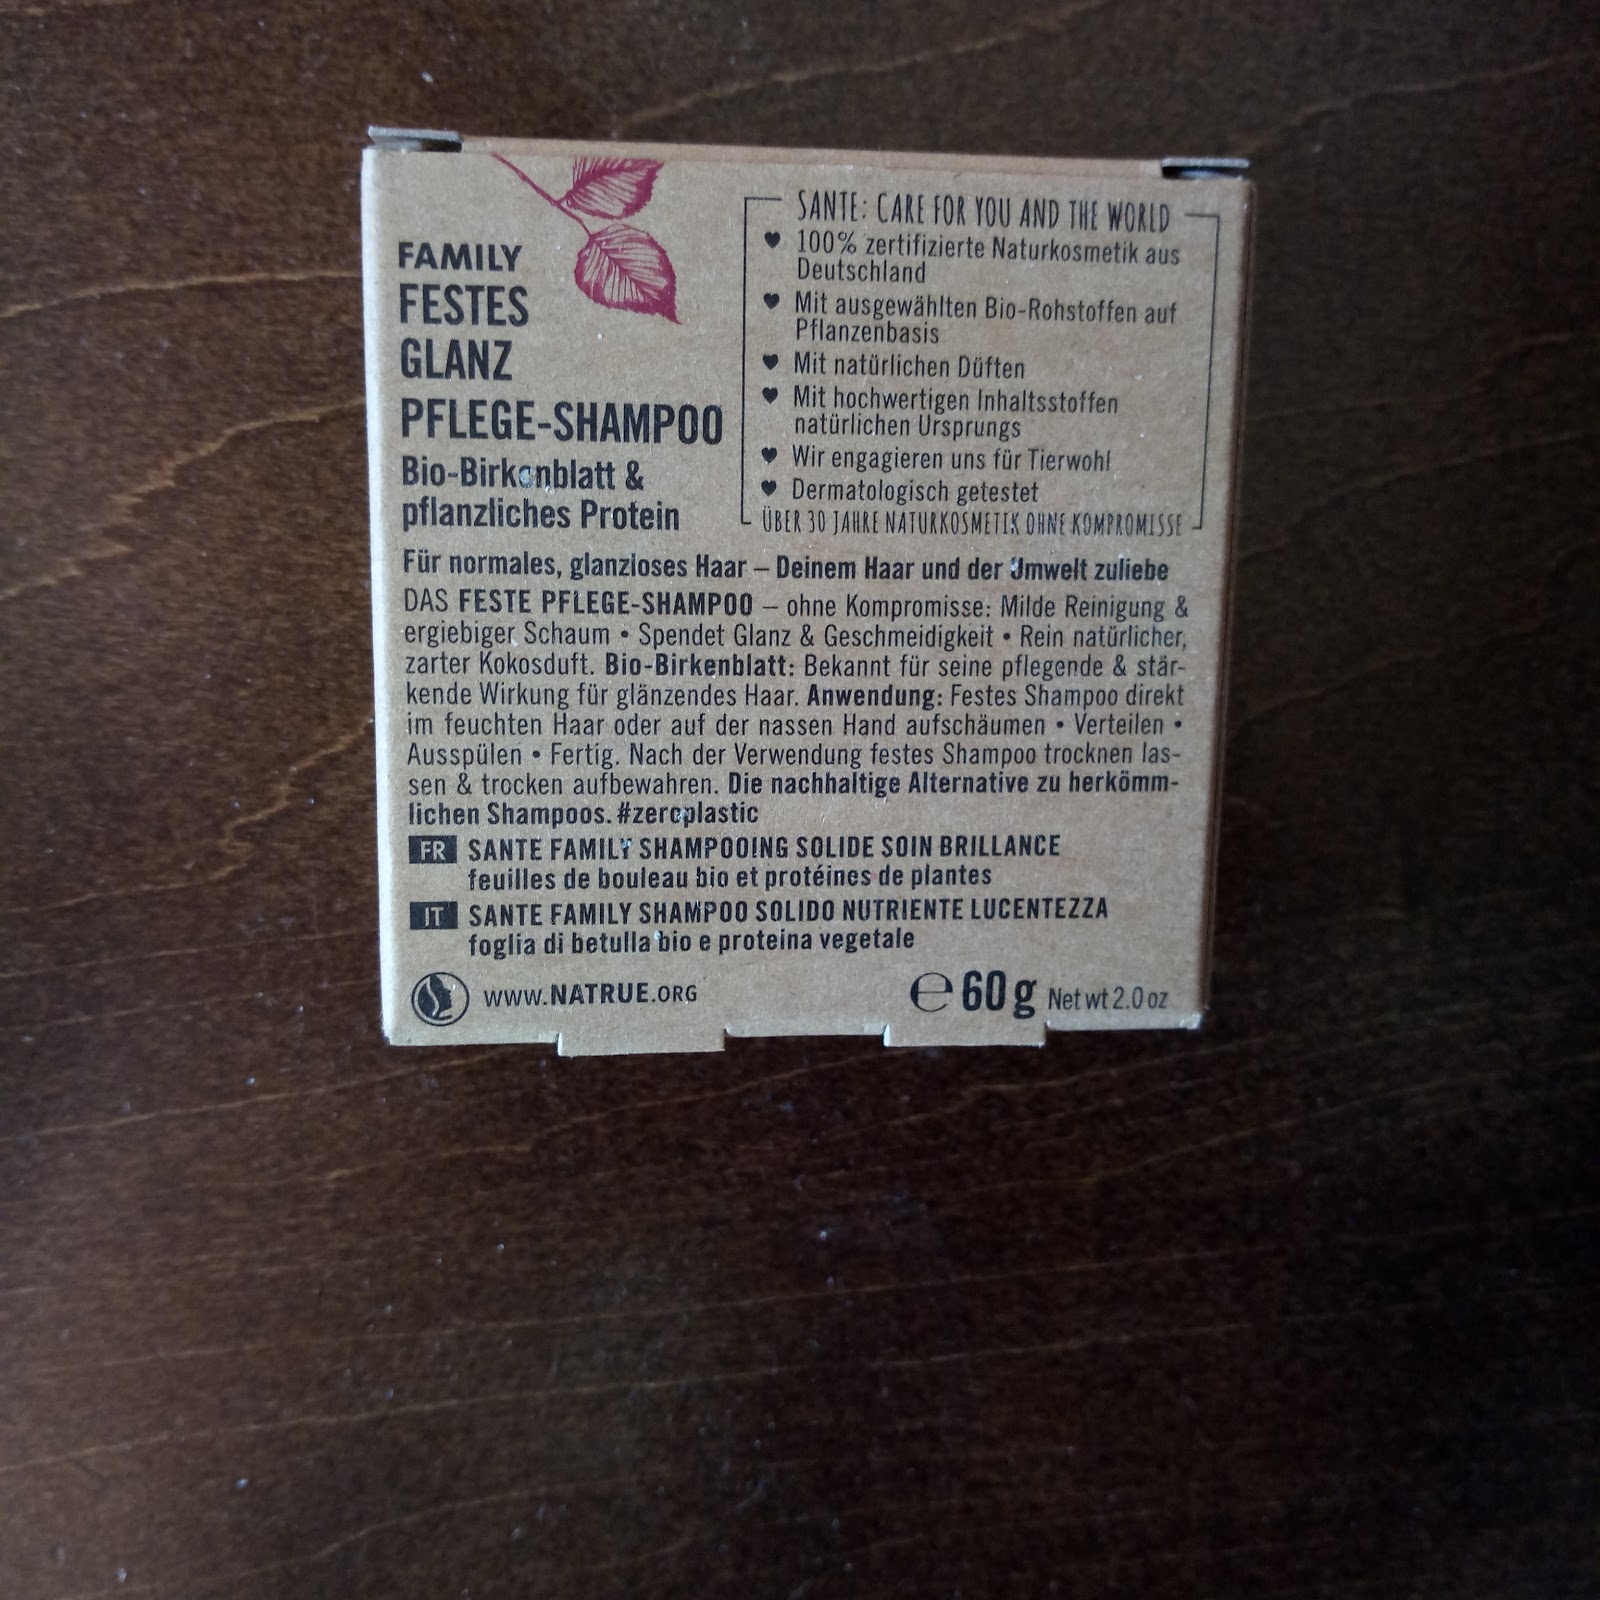 FAMILY
FESTES
GLANZ
PFLEGE-SHAMPOO
Bio-Birkenblatt &
pflanzliches Protein
SANTE: CARE FOR YOU AND THE WORLD
♥ 100% zertifizierte Naturkosmetik aus
Deutschland
♥ Mit ausgewählten Bio-Rohstoffen auf
Pflanzenbasis
♥ Mit natürlichen Düften
♥ Mit hochwertigen Inhaltsstoffen
natürlichen Ursprungs
♥ Wir engagieren uns für Tierwohl
♥ Dermatologisch getestet
ÜBER 30 JAHRE NATURKOSMETIK OHNE KOMPROMISSE
Für normales, glanzloses Haar – Deinem Haar und der Umwelt zuliebe
DAS FESTE PFLEGE-SHAMPOO – ohne Kompromisse: Milde Reinigung &
ergiebiger Schaum • Spendet Glanz & Geschmeidigkeit • Rein natürlicher,
zarter Kokosduft. Bio-Birkenblatt: Bekannt für seine pflegende & stär-
kende Wirkung für glänzendes Haar. Anwendung: Festes Shampoo direkt
im feuchten Haar oder auf der nassen Hand aufschäumen • Verteilen •
Ausspülen • Fertig. Nach der Verwendung festes Shampoo trocknen las-
sen & trocken aufbewahren. Die nachhaltige Alternative zu herkömm-
lichen Shampoos. #zeroplastic
FR SANTE FAMILY SHAMPOOING SOLIDE SOIN BRILLANCE
feuilles de bouleau bio et protéines de plantes
IT SANTE FAMILY SHAMPOO SOLIDO NUTRIENTE LUCENTEZZA
foglia di betulla bio e proteina vegetale
WWW.NATRUE.ORG
℮ 60 g Net wt 2.0 oz